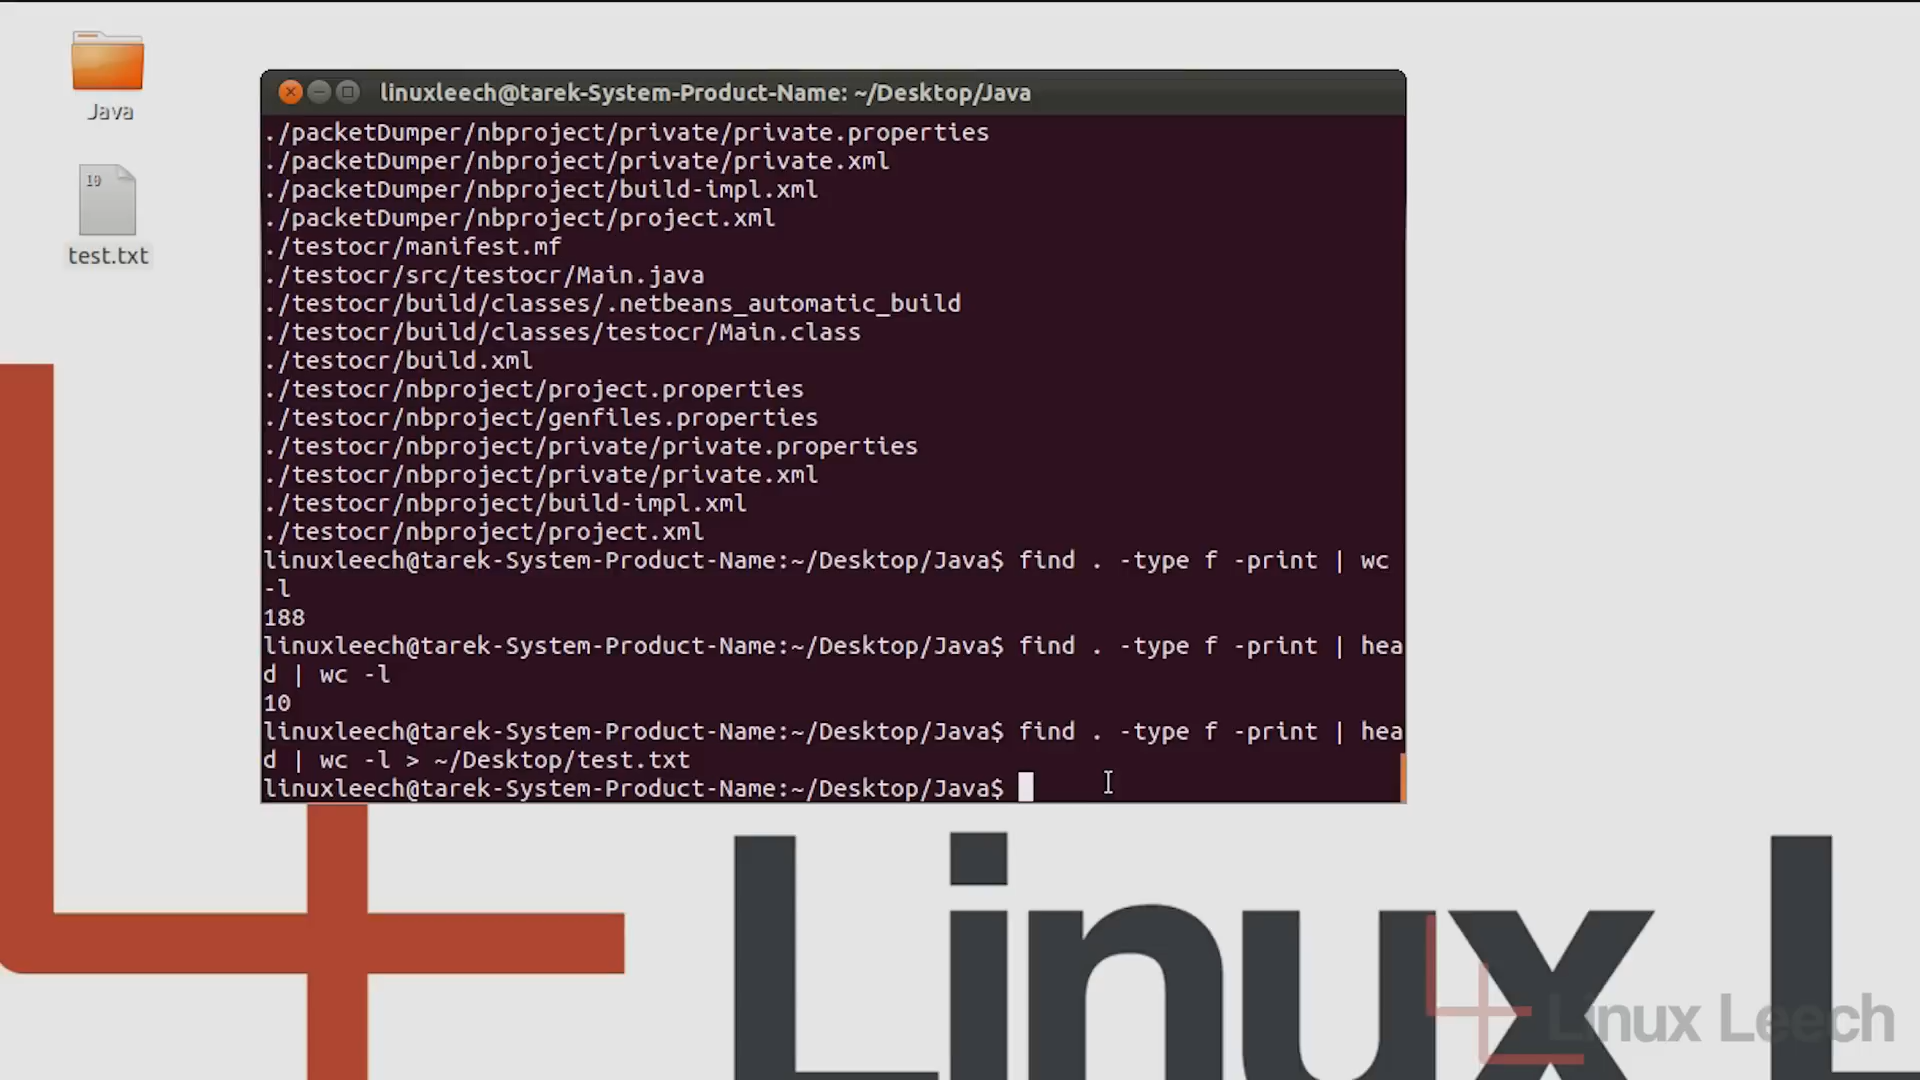 Java
10
test.txt
linuxleech@tarek-System-Product-Name: ~/Desktop/Java
./packetDumper/nbproject/private/private.properties
./packetDumper/nbproject/private/private.xml
./packetDumper/nbproject/build-impl.xml
./packetDumper/nbproject/project.xml
./testocr/manifest.mf
./testocr/src/testocr/Main.java
./testocr/build/classes/.netbeans_automatic_build
./testocr/build/classes/testocr/Main.class
./testocr/build.xml
./testocr/nbproject/project.properties
./testocr/nbproject/genfiles.properties
./testocr/nbproject/private/private.properties
./testocr/nbproject/private/private.xml
./testocr/nbproject/build-impl.xml
./testocr/nbproject/project.xml
linuxleech@tarek-System-Product-Name:~/Desktop/Java$ find . -type f -print | wc
-l
188
linuxleech@tarek-System-Product-Name:~/Desktop/Java$ find . -type f -print | hea
d | wc -l
10
linuxleech@tarek-System-Product-Name:~/Desktop/Java$ find . -type f -print | hea
d | wc -l > ~/Desktop/test.txt
linuxleech@tarek-System-Product-Name:~/Desktop/Java$
Linux L
Linux Leech